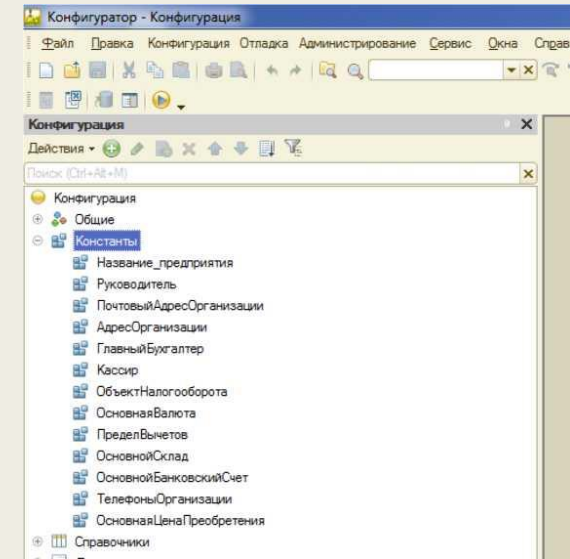 Конфигуратор - Конфигурация
Файл Правка Конфигурация Отладка Администрирование Сервис Окна Справ
Конфигурация
Действия
Поиск (Ctrl+Alt+M)
Конфигурация
Общие
Константы
Название_предприятия
Руководитель
ПочтовыйАдресОрганизации
АдресОрганизации
ГлавныйБухгалтер
Кассир
ОбъектНалогооборота
ОсновнаяВалюта
ПределВычетов
ОсновнойСклад
ОсновнойБанковскийСчет
ТелефоныОрганизации
ОсновнаяЦенаПреобретения
Справочники